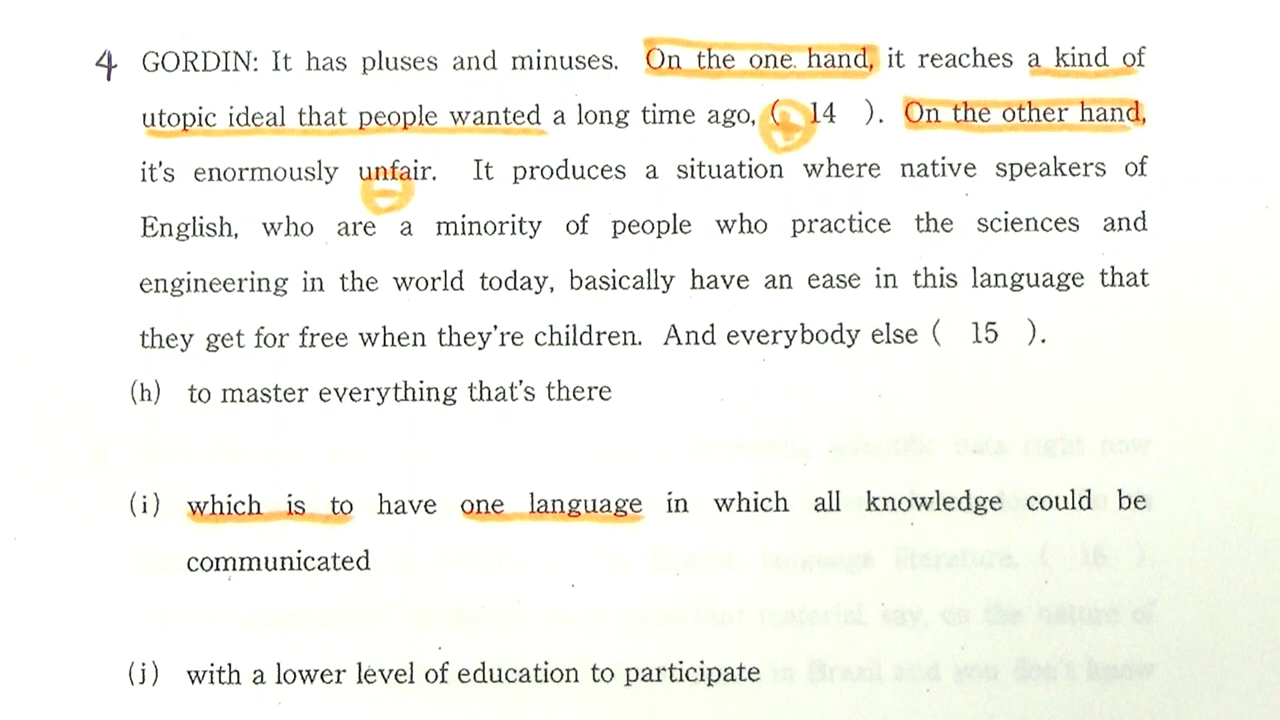 4 GORDIN: It has pluses and minuses. On the one hand, it reaches a kind of
utopic ideal that people wanted a long time ago, ( 14 ). On the other hand,
it's enormously unfair. It produces a situation where native speakers of
English, who are a minority of people who practice the sciences and
engineering in the world today, basically have an ease in this language that
they get for free when they're children. And everybody else ( 15 ).
(h) to master everything that's there
(i) which is to have one language in which all knowledge could be
communicated
(j) with a lower level of education to participate